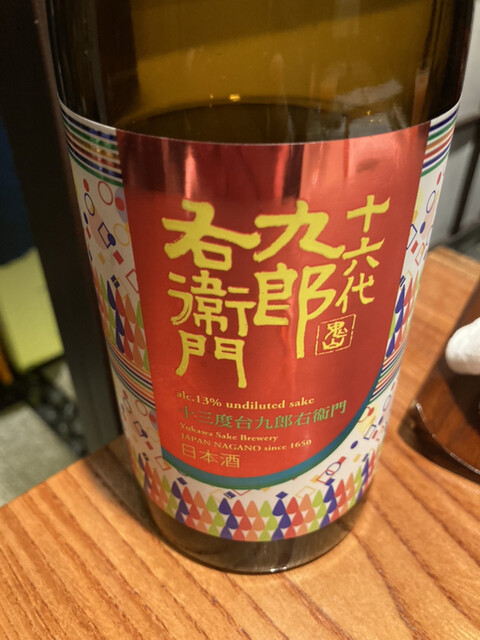 十六代
九郎
右衛門
鬼山
alc.13% undiluted sake
十三度台九郎右衛門
Yukawa Sake Brewery
JAPAN NAGANO since 1650
日本酒